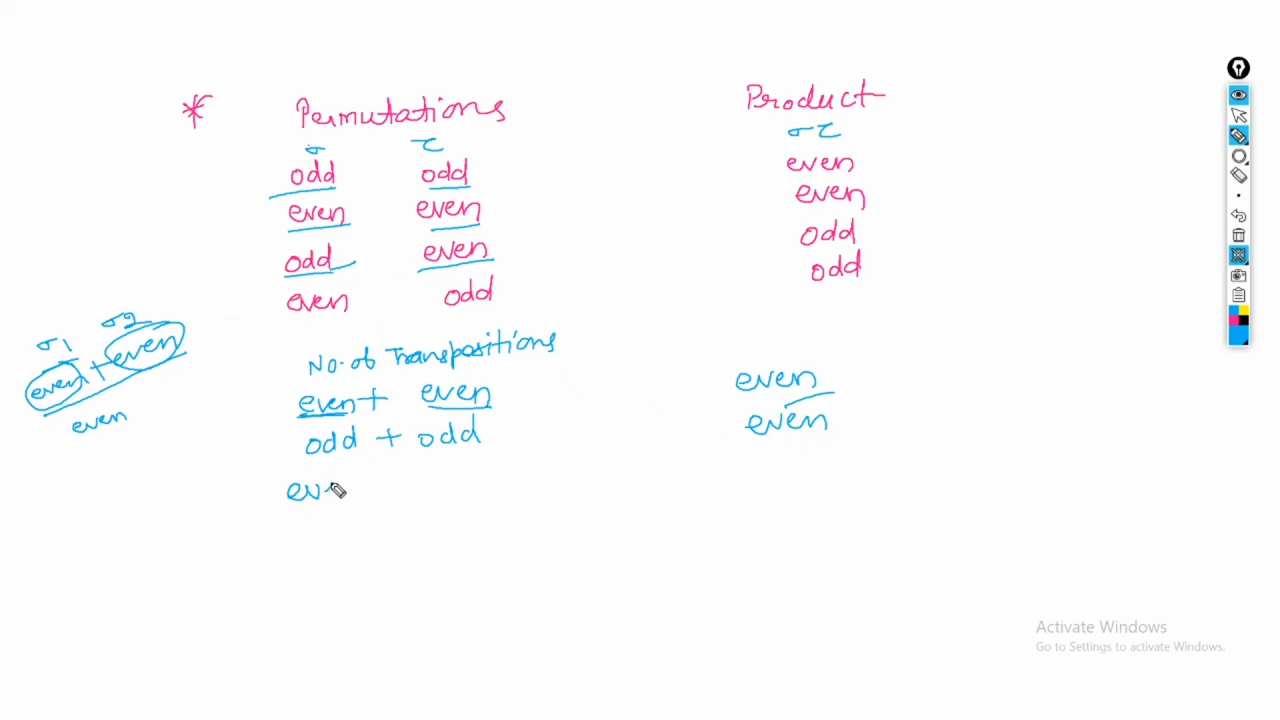 * Permutations Product
σ τ στ
odd odd even
even even even
odd even odd
even odd odd
σ1 σ2
even + even
even
No. of Transpositions
even + even even
odd + odd even
ev
Activate Windows
Go to Settings to activate Windows.